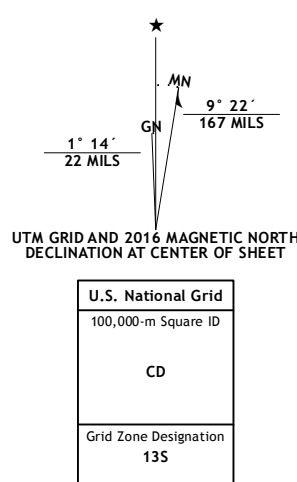 ★
MN
9° 22´
167 MILS
GN
1° 14´
22 MILS
UTM GRID AND 2016 MAGNETIC NORTH
DECLINATION AT CENTER OF SHEET
U.S. National Grid
100,000-m Square ID
CD
Grid Zone Designation
13S